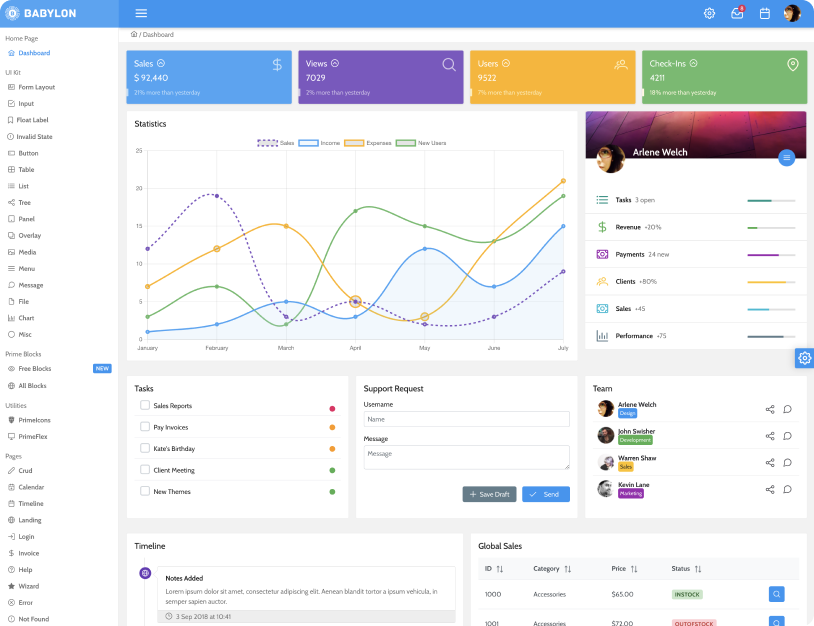 BABYLON
8
/ Dashboard
Home Page
Dashboard
UI Kit
Form Layout
Input
Float Label
Invalid State
Button
Table
List
Tree
Panel
Overlay
Media
Menu
Message
File
Chart
Misc
Prime Blocks
Free Blocks NEW
All Blocks
Utilities
PrimeIcons
PrimeFlex
Pages
Crud
Calendar
Timeline
Landing
Login
Invoice
Help
Wizard
Error
Not Found
Sales
$ 92,440
21% more than yesterday
Views
7029
2% more than yesterday
Users
9522
7% more than yesterday
Check-Ins
4211
18% more than yesterday
Statistics
Sales Income Expenses New Users
25
20
15
10
5
0
January February March April May June July
Arlene Welch
Tasks 3 open
Revenue +20%
Payments 24 new
Clients +80%
Sales +45
Performance +75
Tasks
Sales Reports
Pay Invoices
Kate's Birthday
Client Meeting
New Themes
Support Request
Username
Name
Message
Message
Save Draft Send
Team
Arlene Welch
Design
John Swisher
Development
Warren Shaw
Sales
Kevin Lane
Marketing
Timeline
Notes Added
Lorem ipsum dolor sit amet, consectetur adipiscing elit. Aenean blandit tortor a ipsum vehicula, in
semper sapien auctor.
3 Sep 2018 at 10:41
Global Sales
ID Category Price Status
1000 Accessories $65.00 INSTOCK
1001 Accessories $72.00 OUTOFSTOCK